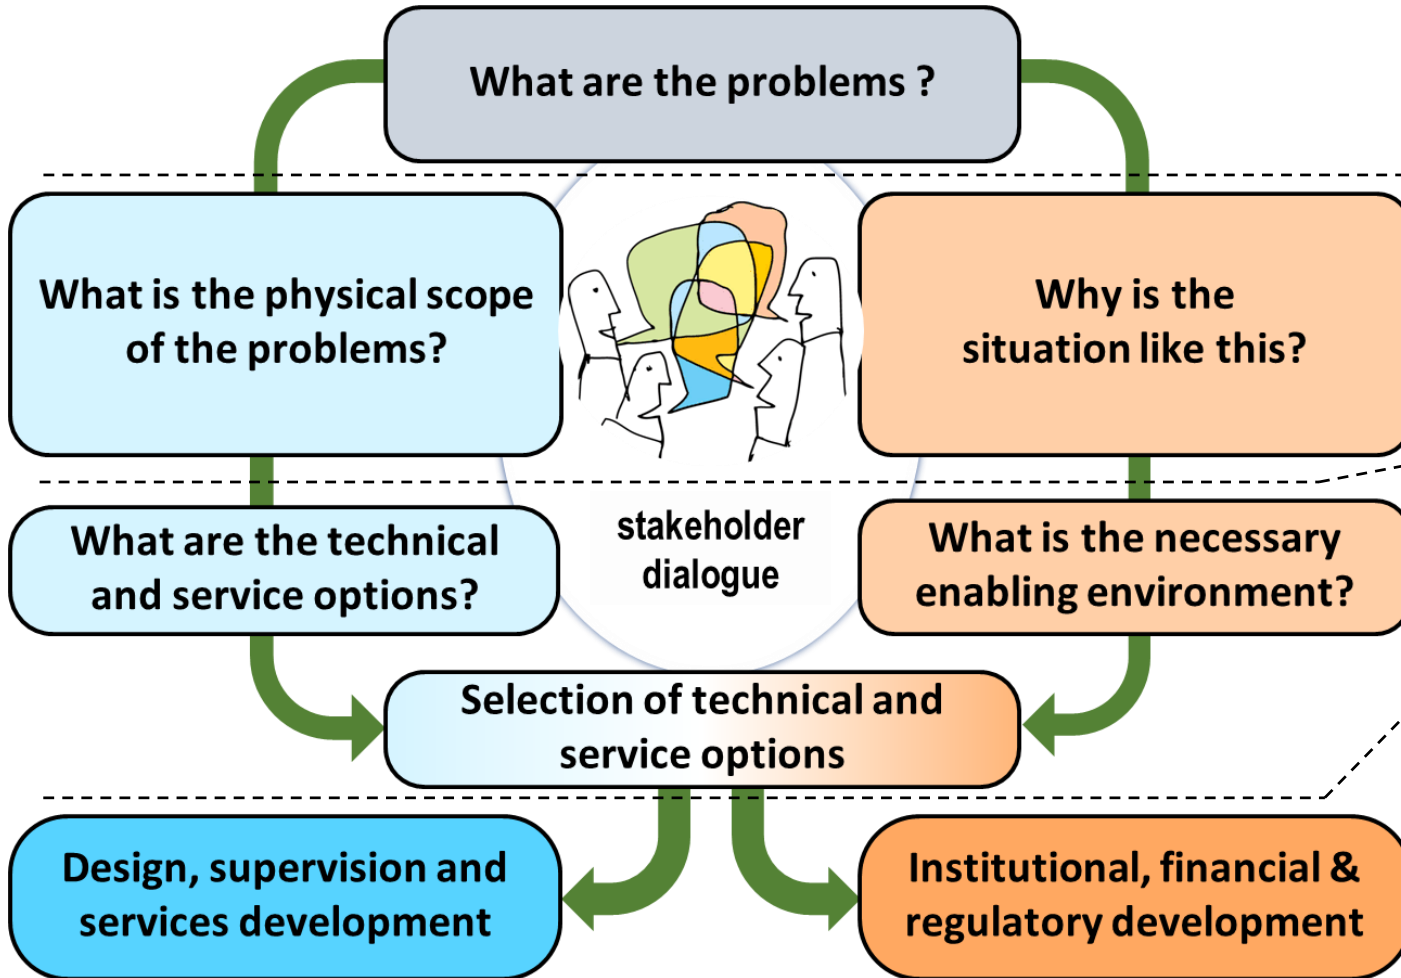 What are the problems ?
What is the physical scope
of the problems?
Why is the
situation like this?
What are the technical
and service options?
stakeholder
dialogue
What is the necessary
enabling environment?
Selection of technical and
service options
Design, supervision and
services development
Institutional, financial &
regulatory development